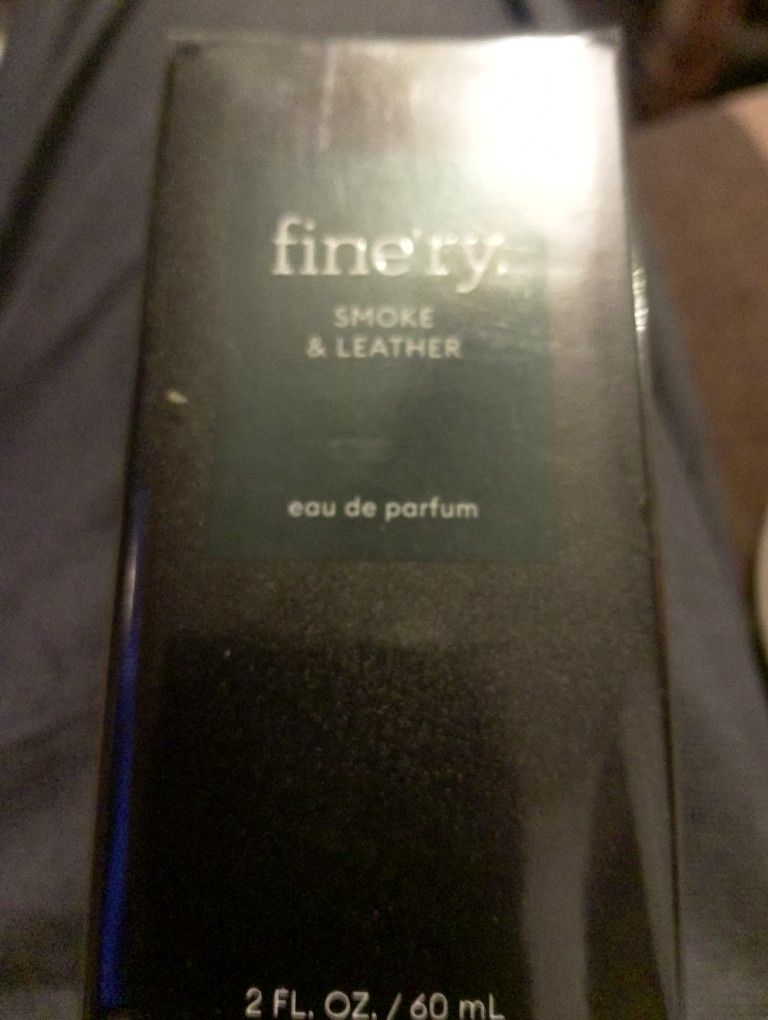 fine'ry.
SMOKE
& LEATHER
eau de parfum
2 FL. OZ. / 60 mL